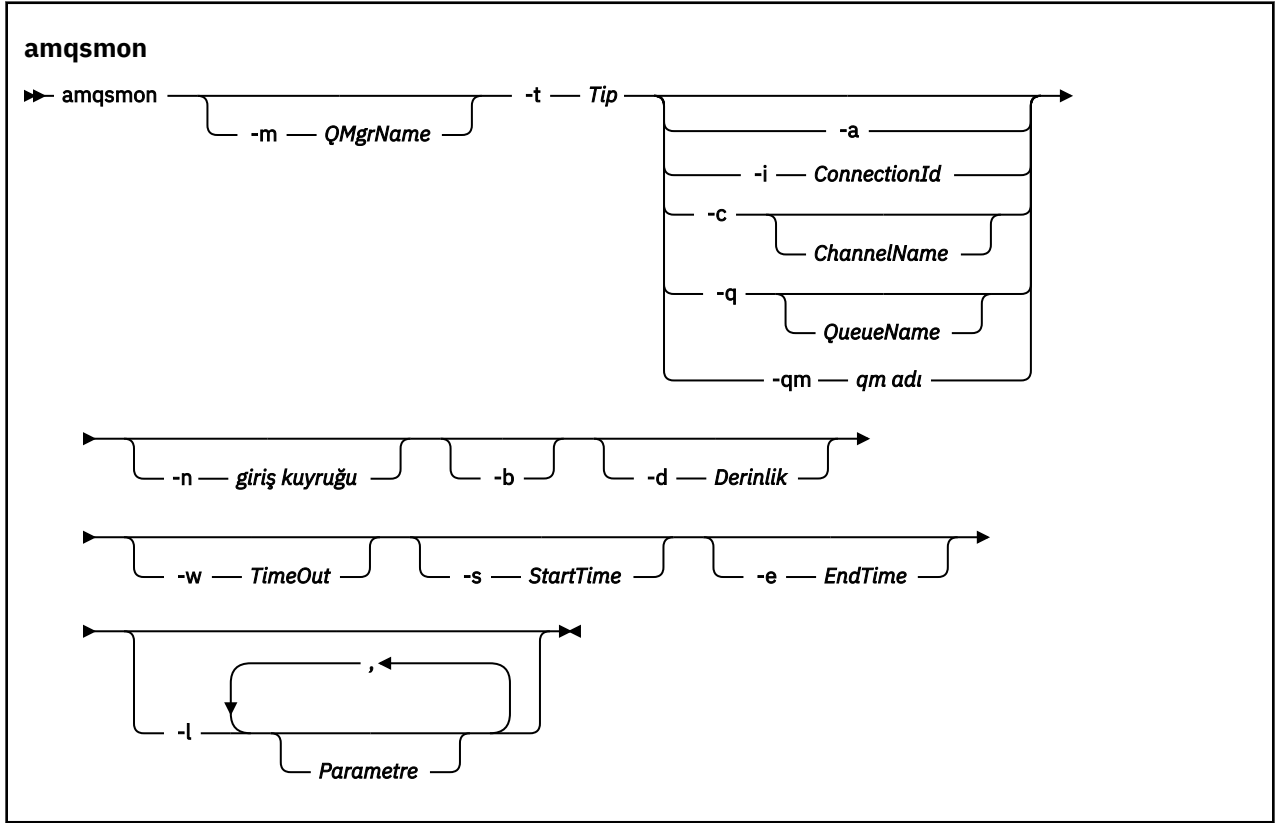 amqsmon
amqsmon -t Tip
-m QMgrName
-a
-i ConnectionId
-c
ChannelName
-q
QueueName
-qm qm adı
-n giriş kuyruğu -b -d Derinlik
-w TimeOut -s StartTime -e EndTime
,
-l
Parametre